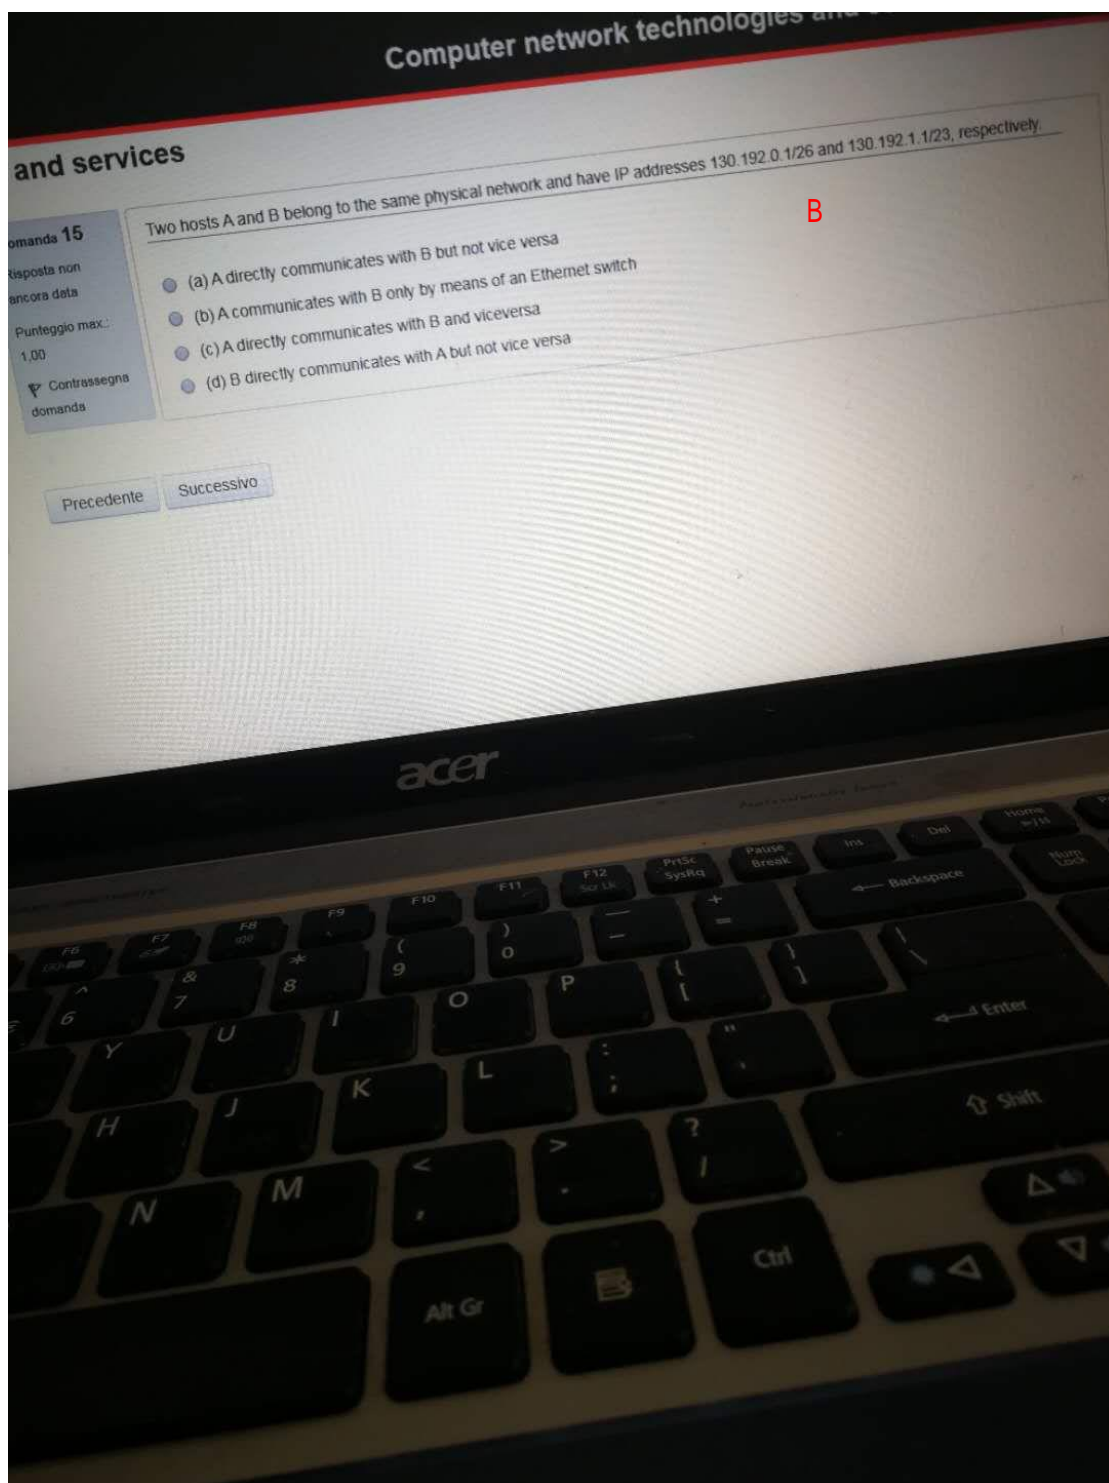 Computer network technologies and
and services
omanda 15
Risposta non
ancora data
Punteggio max.:
1,00
Contrassegna
domanda
Two hosts A and B belong to the same physical network and have IP addresses 130.192.0.1/26 and 130.192.1.1/23, respectively.
B
(a) A directly communicates with B but not vice versa
(b) A communicates with B only by means of an Ethernet switch
(c) A directly communicates with B and viceversa
(d) B directly communicates with A but not vice versa
Precedente Successivo
acer
Home
Pause Ins Del
F6 F7 F8 F9 F10 F11 F12 PrtSc Break Num
Scr Lk SysRq Lock
^ & * ( ) — + ← Backspace
6 7 8 9 0 – =
Y U I O P { [ } ] | \
H J K L : ; " ' Enter
N M < , > . ? / Shift
Alt Gr Ctrl